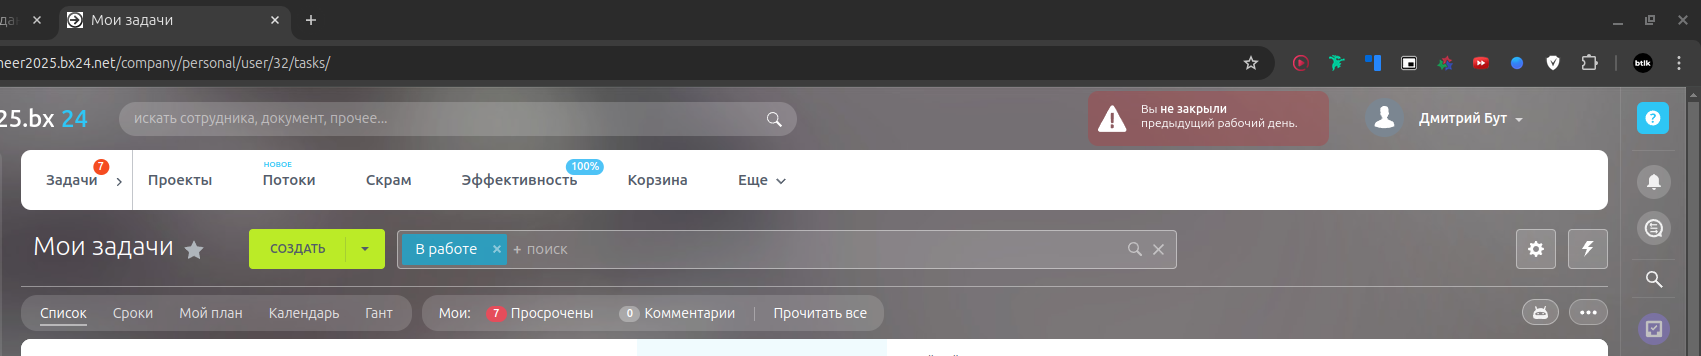 Мои задачи
neer2025.bx24.net/company/personal/user/32/tasks/
btlk
25.bx 24
искать сотрудника, документ, прочее...
Вы не закрыли
предыдущий рабочий день.
Дмитрий Бут
Задачи 7
Проекты
НОВОЕ
Потоки
Скрам
Эффективность 100%
Корзина
Еще
Мои задачи
СОЗДАТЬ
В работе
+ поиск
Список Сроки Мой план Календарь Гант
Мои: 7 Просрочены 0 Комментарии Прочитать все